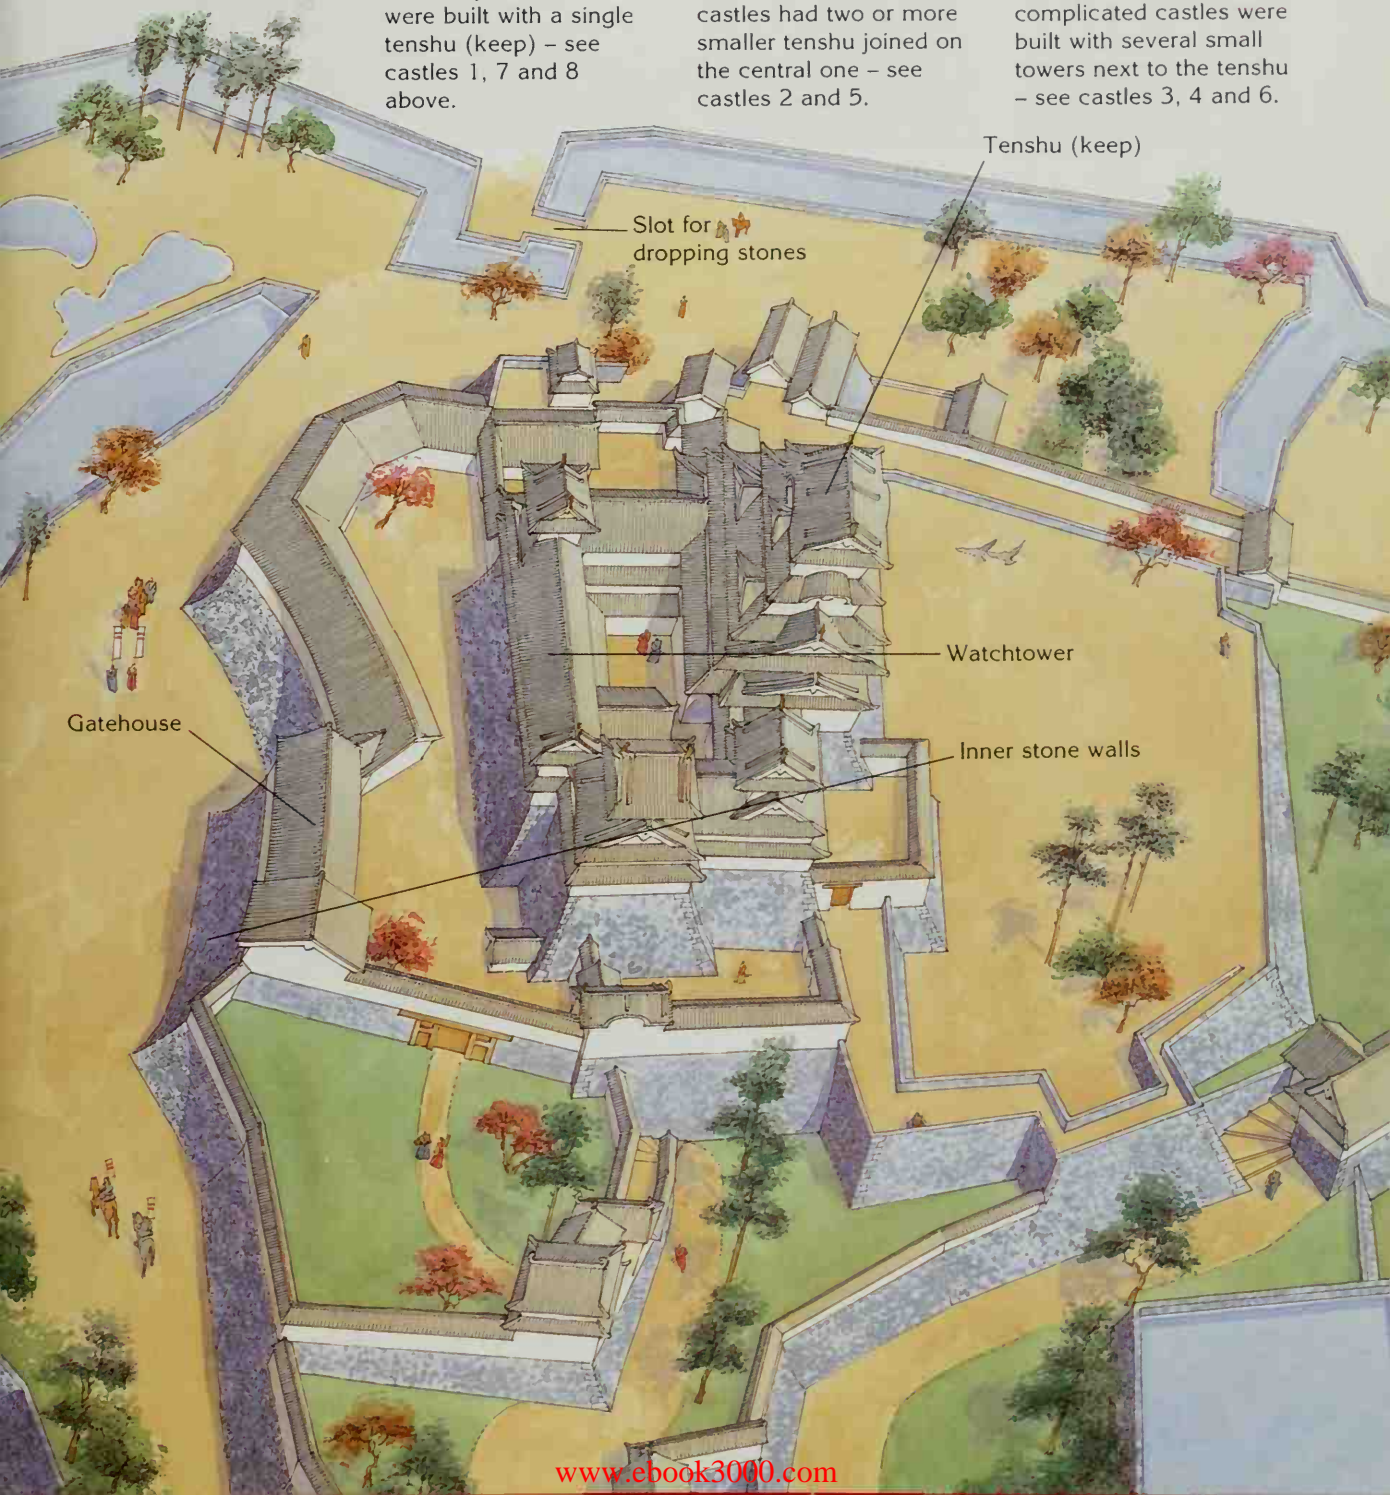 were built with a single
tenshu (keep) – see
castles 1, 7 and 8
above.
castles had two or more
smaller tenshu joined on
the central one – see
castles 2 and 5.
complicated castles were
built with several small
towers next to the tenshu
– see castles 3, 4 and 6.
Tenshu (keep)
Slot for
dropping stones
Watchtower
Gatehouse
Inner stone walls
www.ebook3000.com